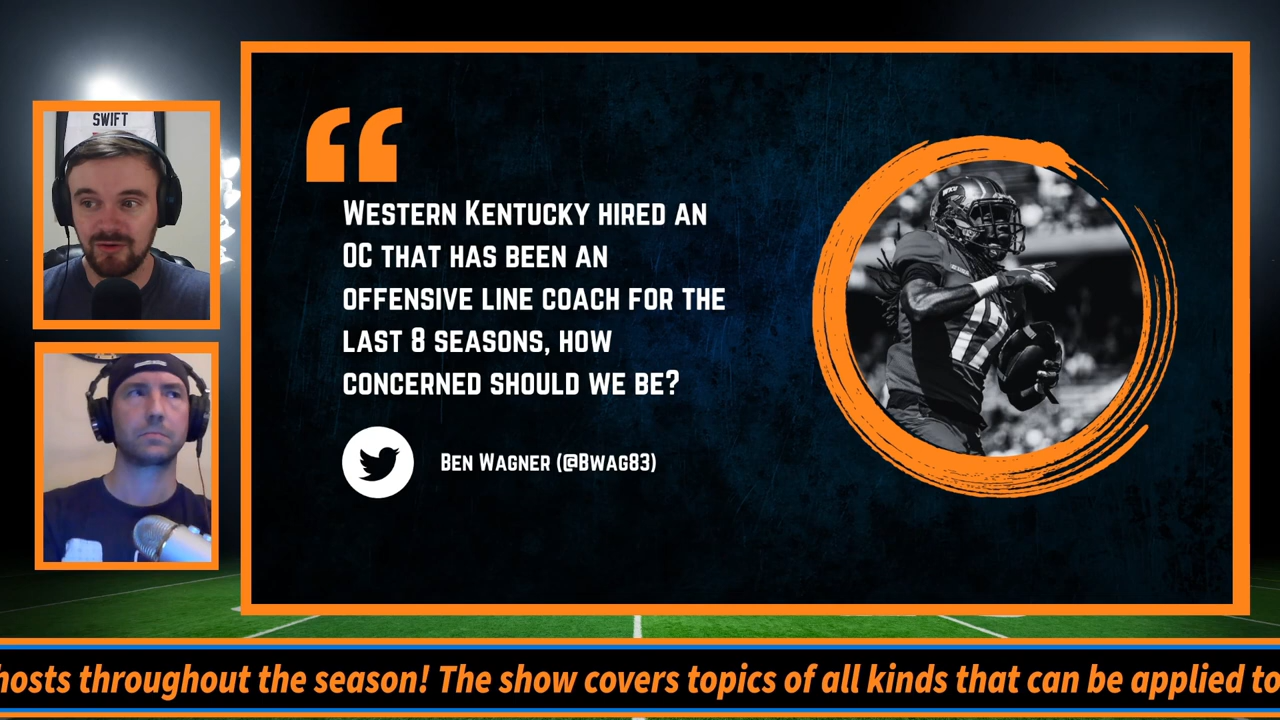 SWIFT
“
WESTERN KENTUCKY HIRED AN
OC THAT HAS BEEN AN
OFFENSIVE LINE COACH FOR THE
LAST 8 SEASONS, HOW
CONCERNED SHOULD WE BE?
BEN WAGNER (@BWAG83)
WKU
17
hosts throughout the season! The show covers topics of all kinds that can be applied to